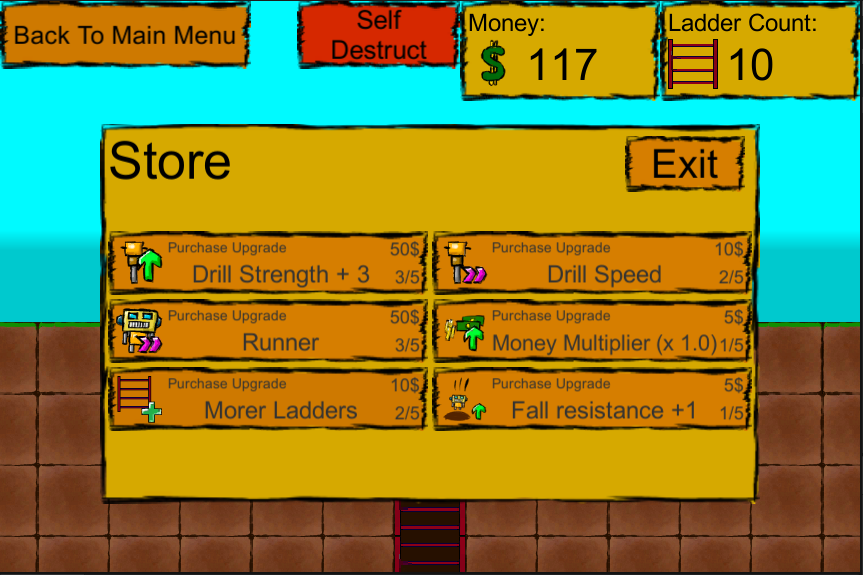 Back To Main Menu
Self
Destruct
Money:
$ 117
Ladder Count:
10
Store
Exit
Purchase Upgrade 50$
Drill Strength + 3 3/5
Purchase Upgrade 10$
Drill Speed 2/5
Purchase Upgrade 50$
Runner 3/5
Purchase Upgrade 5$
Money Multiplier (x 1.0) 1/5
Purchase Upgrade 10$
Morer Ladders 2/5
Purchase Upgrade 5$
Fall resistance +1 1/5